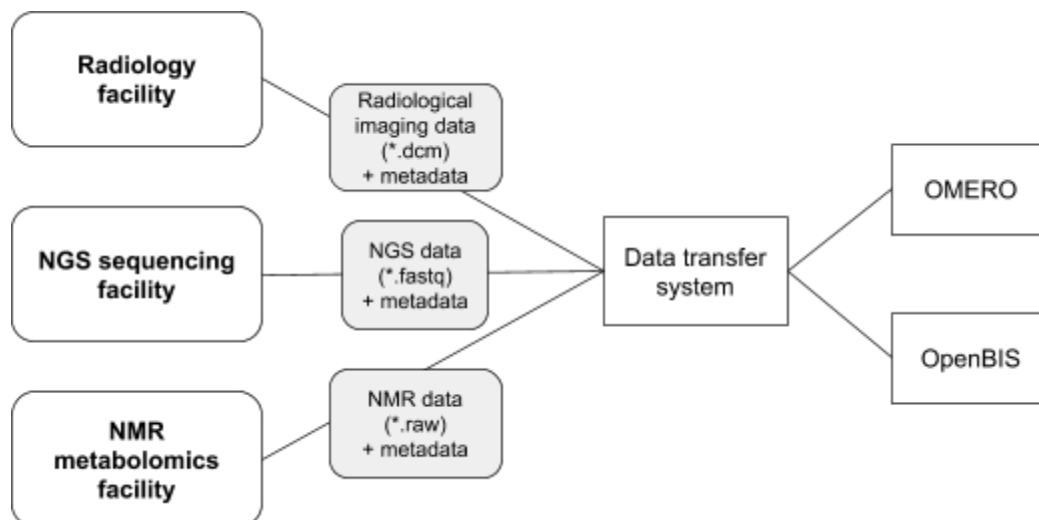 Radiology
facility
Radiological
imaging data
(*.dcm)
+ metadata
NGS sequencing
facility
NGS data
(*.fastq)
+ metadata
NMR
metabolomics
facility
NMR data
(*.raw)
+ metadata
Data transfer
system
OMERO
OpenBIS